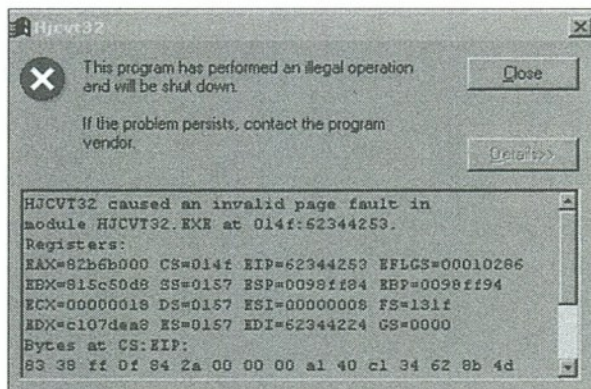 Hjcvt32
This program has performed an illegal operation
and will be shut down.
Close
If the problem persists, contact the program
vendor.
Details>>
HJCVT32 caused an invalid page fault in
module HJCVT32.EXE at 014f:62344253.
Registers:
EAX=82b6b000 CS=014f EIP=62344253 EFLGS=00010286
EBX=815c50d8 SS=0157 ESP=0098ff84 EBP=0098ff94
ECX=00000018 DS=0157 ESI=00000008 FS=131f
EDX=c107dea8 ES=0157 EDI=62344224 GS=0000
Bytes at CS:EIP:
83 38 ff 0f 84 2a 00 00 00 a1 40 c1 34 62 8b 4d